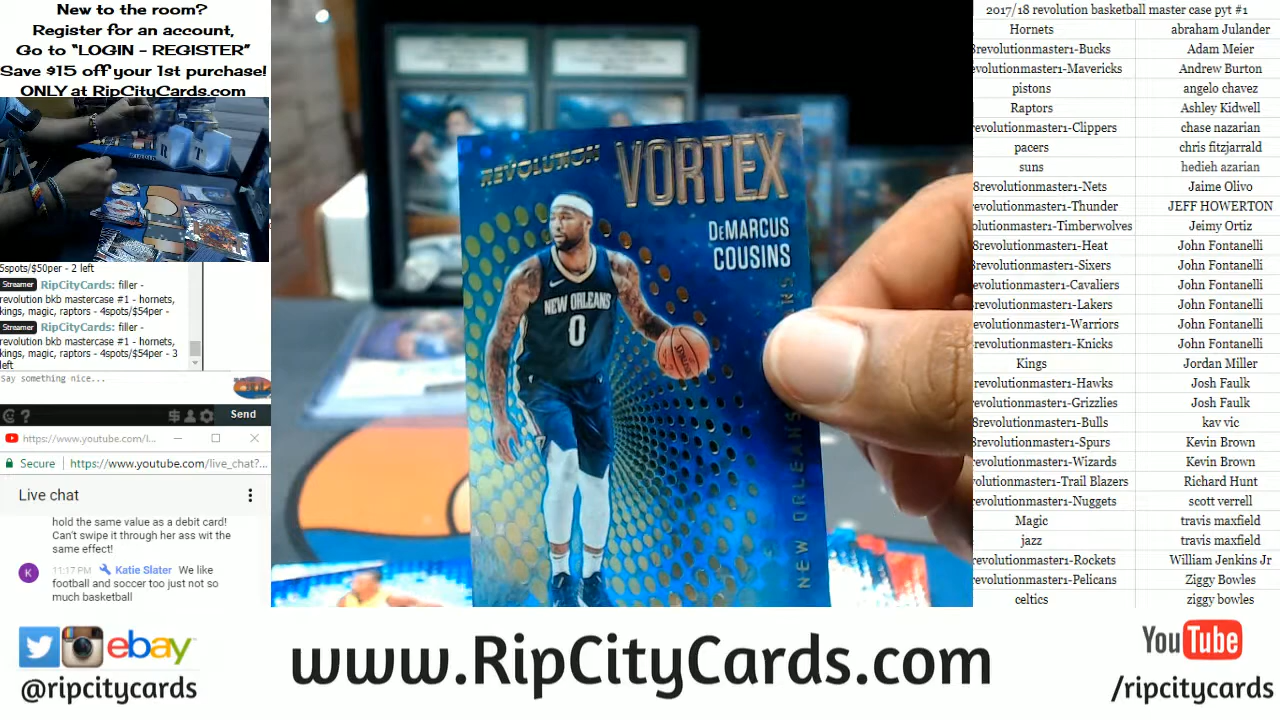 New to the room?
Register for an account,
Go to "LOGIN - REGISTER"
Save $15 off your 1st purchase!
ONLY at RipCityCards.com
5spots/$50per - 2 left
Streamer RipCityCards: filler -
revolution bkb mastercase #1 - hornets,
kings, magic, raptors - 4spots/$54per -
Streamer RipCityCards: filler -
revolution bkb mastercase #1 - hornets,
kings, magic, raptors - 4spots/$54per - 3
left
Say something nice...
Send
https://www.youtube.com/l...
Secure https://www.youtube.com/live_chat?...
Live chat
hold the same value as a debit card!
Can't swipe it through her ass wit the
same effect!
K 11:17 PM Katie Slater We like
football and soccer too just not so
much basketball
REVOLUTION VORTEX
DeMARCUS
COUSINS
NEW ORLEANS
0
SPALDING
NEW ORLEANS
2017/18 revolution basketball master case pyt #1
Hornets abraham Julander
8revolutionmaster1-Bucks Adam Meier
evolutionmaster1-Mavericks Andrew Burton
pistons angelo chavez
Raptors Ashley Kidwell
evolutionmaster1-Clippers chase nazarian
pacers chris fitzjarrald
suns hedieh azarian
8revolutionmaster1-Nets Jaime Olivo
revolutionmaster1-Thunder JEFF HOWERTON
olutionmaster1-Timberwolves Jeimy Ortiz
8revolutionmaster1-Heat John Fontanelli
revolutionmaster1-Sixers John Fontanelli
evolutionmaster1-Cavaliers John Fontanelli
revolutionmaster1-Lakers John Fontanelli
evolutionmaster1-Warriors John Fontanelli
revolutionmaster1-Knicks John Fontanelli
Kings Jordan Miller
revolutionmaster1-Hawks Josh Faulk
evolutionmaster1-Grizzlies Josh Faulk
8revolutionmaster1-Bulls kav vic
revolutionmaster1-Spurs Kevin Brown
evolutionmaster1-Wizards Kevin Brown
volutionmaster1-Trail Blazers Richard Hunt
evolutionmaster1-Nuggets scott verrell
Magic travis maxfield
jazz travis maxfield
evolutionmaster1-Rockets William Jenkins Jr
evolutionmaster1-Pelicans Ziggy Bowles
celtics ziggy bowles
ebay
@ripcitycards
www.RipCityCards.com
YouTube
/ripcitycards